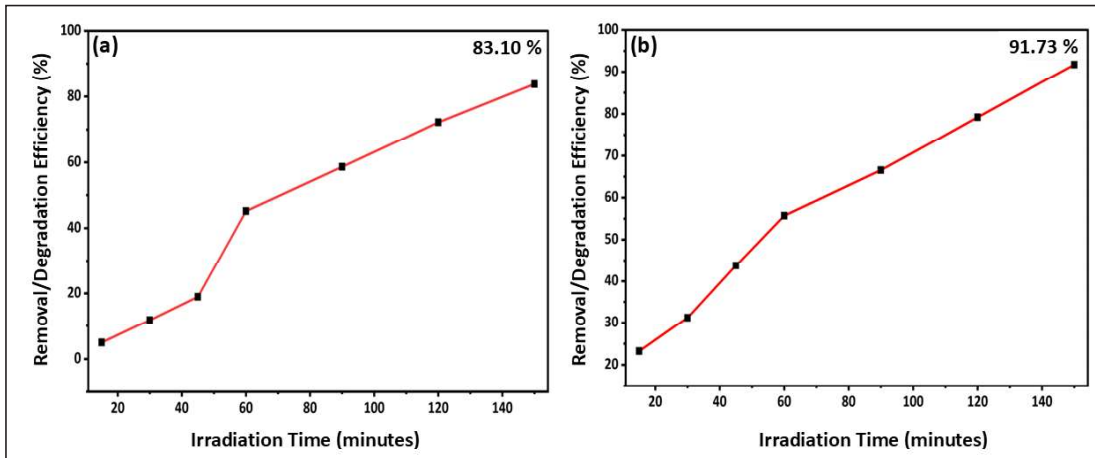 (a)
83.10 %
Removal/Degradation Efficiency (%)
100
80
60
40
20
0
20 40 60 80 100 120 140
Irradiation Time (minutes)
(b)
91.73 %
Removal/Degradation Efficiency (%)
100
90
80
70
60
50
40
30
20
20 40 60 80 100 120 140
Irradiation Time (minutes)